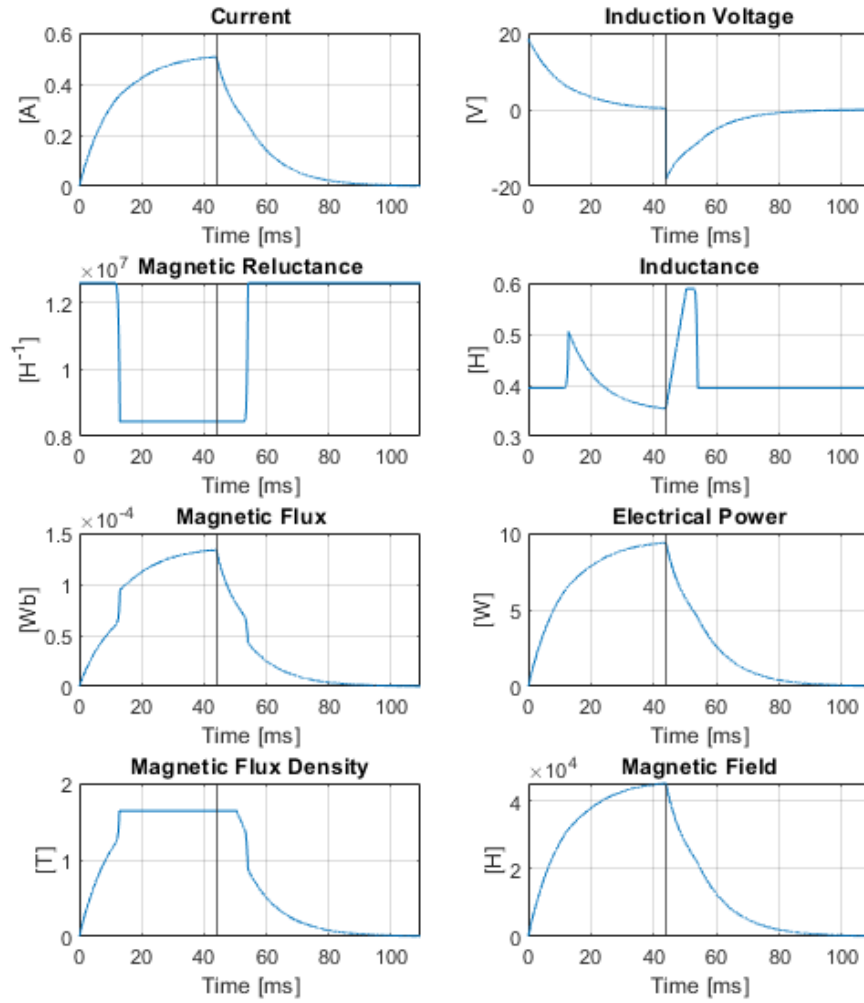 Current
0.6
0.4
0.2
0
[A]
0 20 40 60 80 100
Time [ms]
Induction Voltage
20
0
-20
[V]
0 20 40 60 80 100
Time [ms]
×10^7 Magnetic Reluctance
1.2
1
0.8
[H^-1]
0 20 40 60 80 100
Time [ms]
Inductance
0.6
0.5
0.4
0.3
[H]
0 20 40 60 80 100
Time [ms]
×10^-4 Magnetic Flux
1.5
1
0.5
0
[Wb]
0 20 40 60 80 100
Time [ms]
Electrical Power
10
5
0
[W]
0 20 40 60 80 100
Time [ms]
Magnetic Flux Density
2
1
0
[T]
0 20 40 60 80 100
Time [ms]
×10^4 Magnetic Field
4
2
0
[H]
0 20 40 60 80 100
Time [ms]